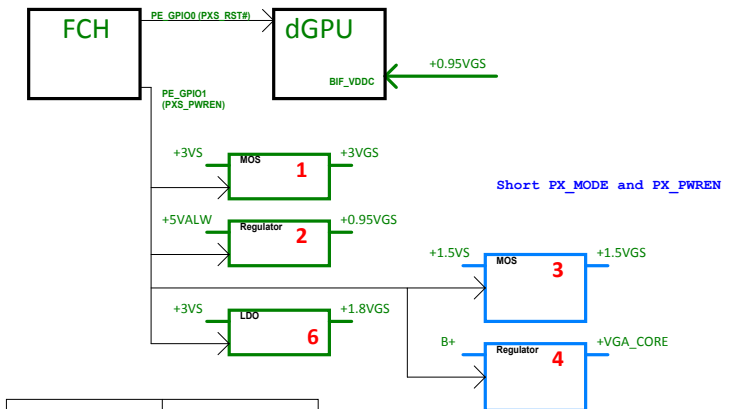 FCH
PE_GPIO0 (PXS_RST#)
dGPU
+0.95VGS
BIF_VDDC
PE_GPIO1
(PXS_PWREN)
+3VS
MOS
1
+3VGS
Short PX_MODE and PX_PWREN
+5VALW
Regulator
2
+0.95VGS
+1.5VS
MOS
3
+1.5VGS
+3VS
LDO
6
+1.8VGS
B+
Regulator
4
+VGA_CORE